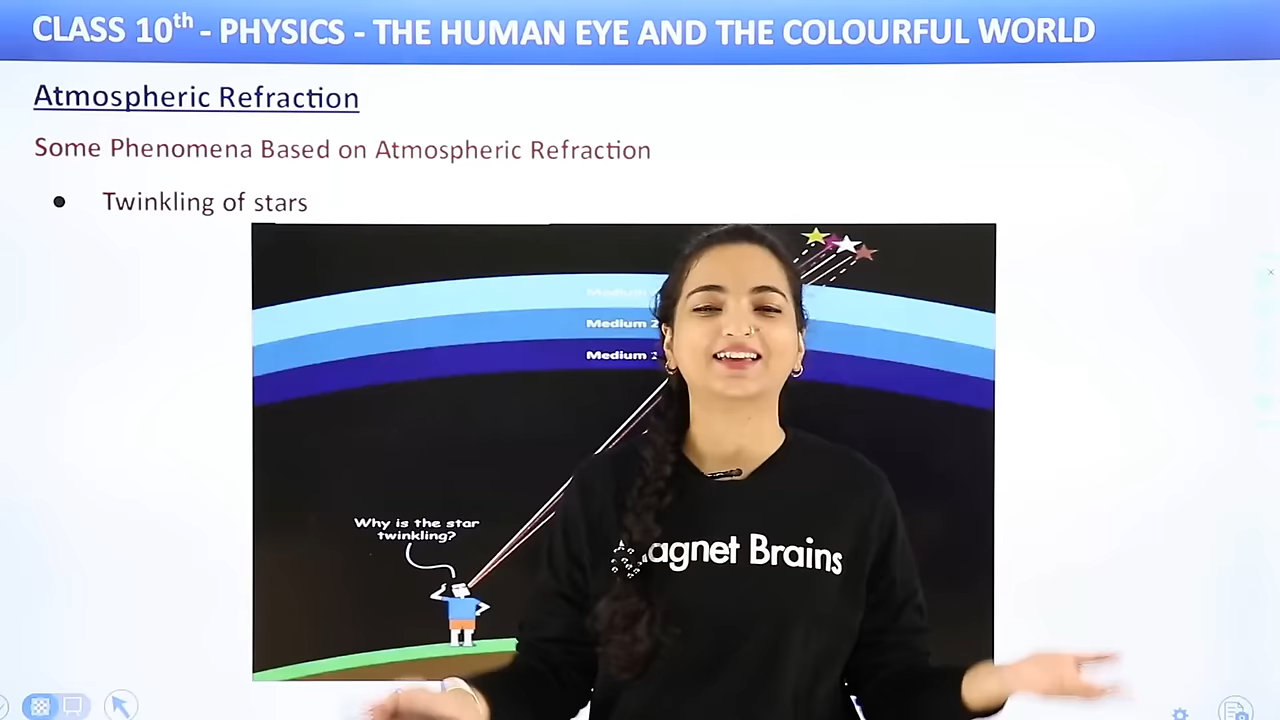 CLASS 10th - PHYSICS - THE HUMAN EYE AND THE COLOURFUL WORLD
Atmospheric Refraction
Some Phenomena Based on Atmospheric Refraction
● Twinkling of stars
Medium
Medium 2
Medium
Why is the star
twinkling?
agnet Brains